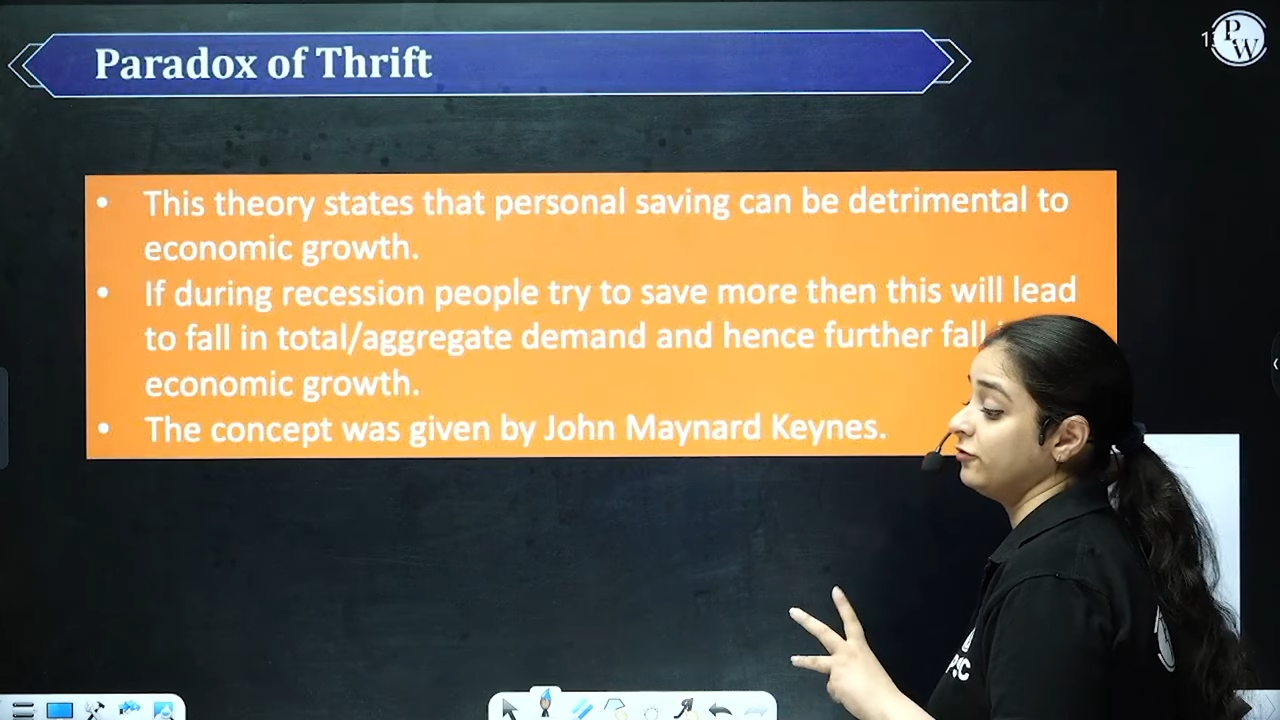 Paradox of Thrift
P
W
• This theory states that personal saving can be detrimental to
economic growth.
• If during recession people try to save more then this will lead
to fall in total/aggregate demand and hence further fall
economic growth.
• The concept was given by John Maynard Keynes.